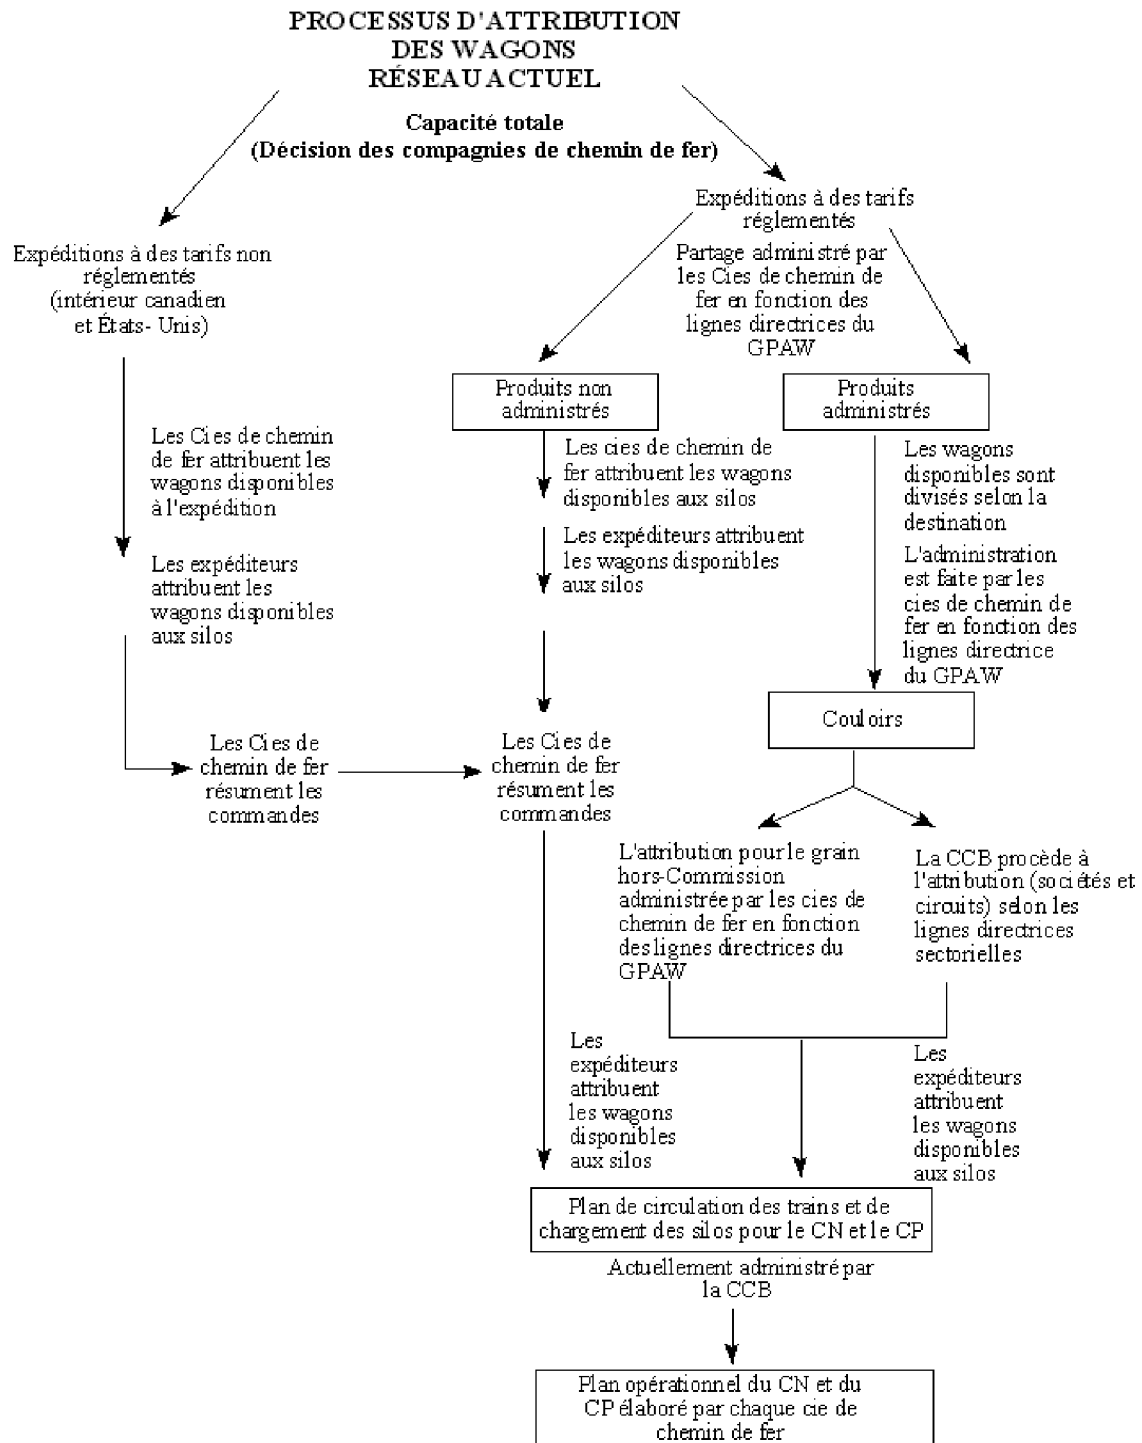 PROCESSUS D'ATTRIBUTION
DES WAGONS
RÉSEAU ACTUEL
Capacité totale
(Décision des compagnies de chemin de fer)
Expéditions à des tarifs
réglementés
Expéditions à des tarifs non
réglementés
(intérieur canadien
et États- Unis)
Partage administré par
les Cies de chemin de
fer en fonction des
lignes directrices du
GPAW
Produits non
administrés
Produits
administrés
Les Cies de chemin
de fer attribuent les
wagons disponibles
à l'expédition
Les cies de chemin de
fer attribuent les wagons
disponibles aux silos
Les wagons
disponibles sont
divisés selon la
destination
Les expéditeurs
attribuent les
wagons disponibles
aux silos
Les expéditeurs attribuent
les wagons disponibles
aux silos
L'administration
est faite par les
cies de chemin de
fer en fonction des
lignes directrice
du GPAW
Couloirs
Les Cies de
chemin de fer
résument les
commandes
Les Cies de
chemin de fer
résument les
commandes
L'attribution pour le grain
hors-Commission
administrée par les cies de
chemin de fer en fonction
des lignes directrices du
GPAW
La CCB procède à
l'attribution (sociétés et
circuits) selon les
lignes directrices
sectorielles
Les
expéditeurs
attribuent
les wagons
disponibles
aux silos
Les
expéditeurs
attribuent
les wagons
disponibles
aux silos
Plan de circulation des trains et de
chargement des silos pour le CN et le CP
Actuellement administré par
la CCB
Plan opérationnel du CN et du
CP élaboré par chaque cie de
chemin de fer